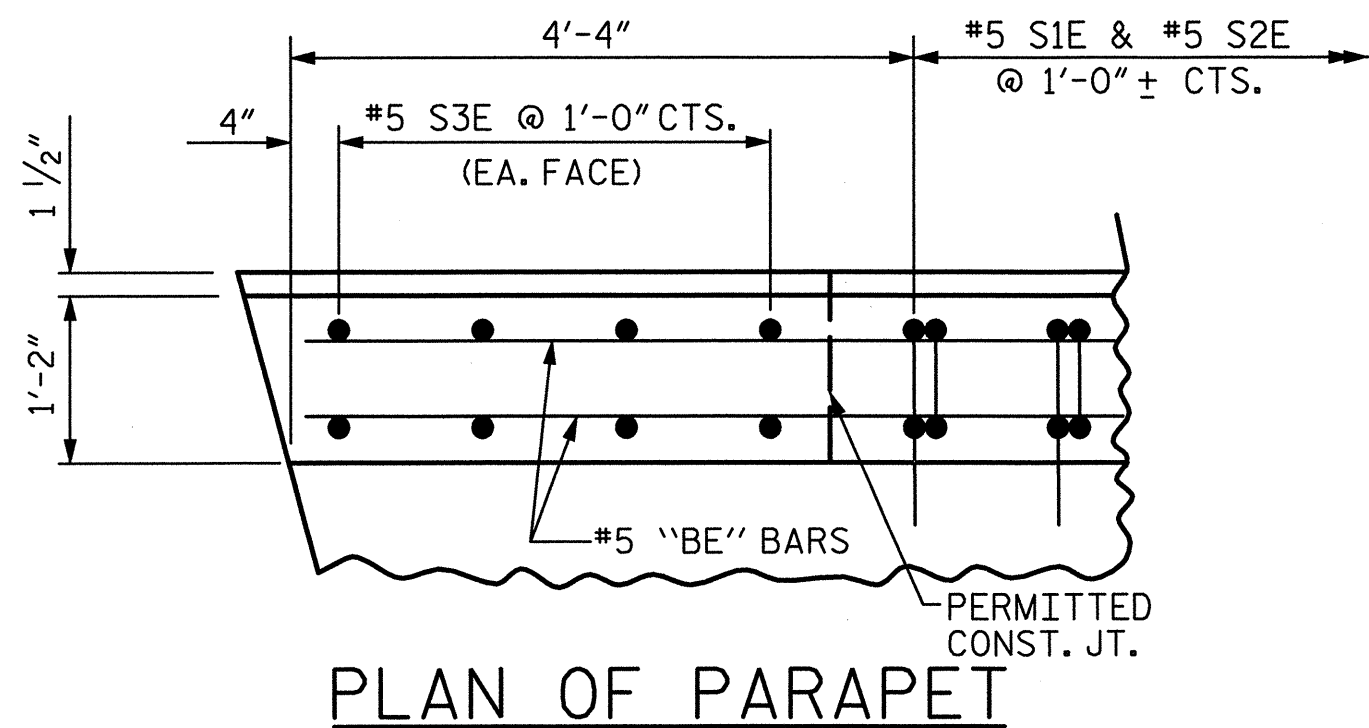 4'-4"
#5 S1E & #5 S2E
@ 1'-0" ± CTS.
4"
#5 S3E @ 1'-0" CTS.
(EA. FACE)
1 1/2"
1'-2"
#5 "BE" BARS
PERMITTED
CONST. JT.
PLAN OF PARAPET